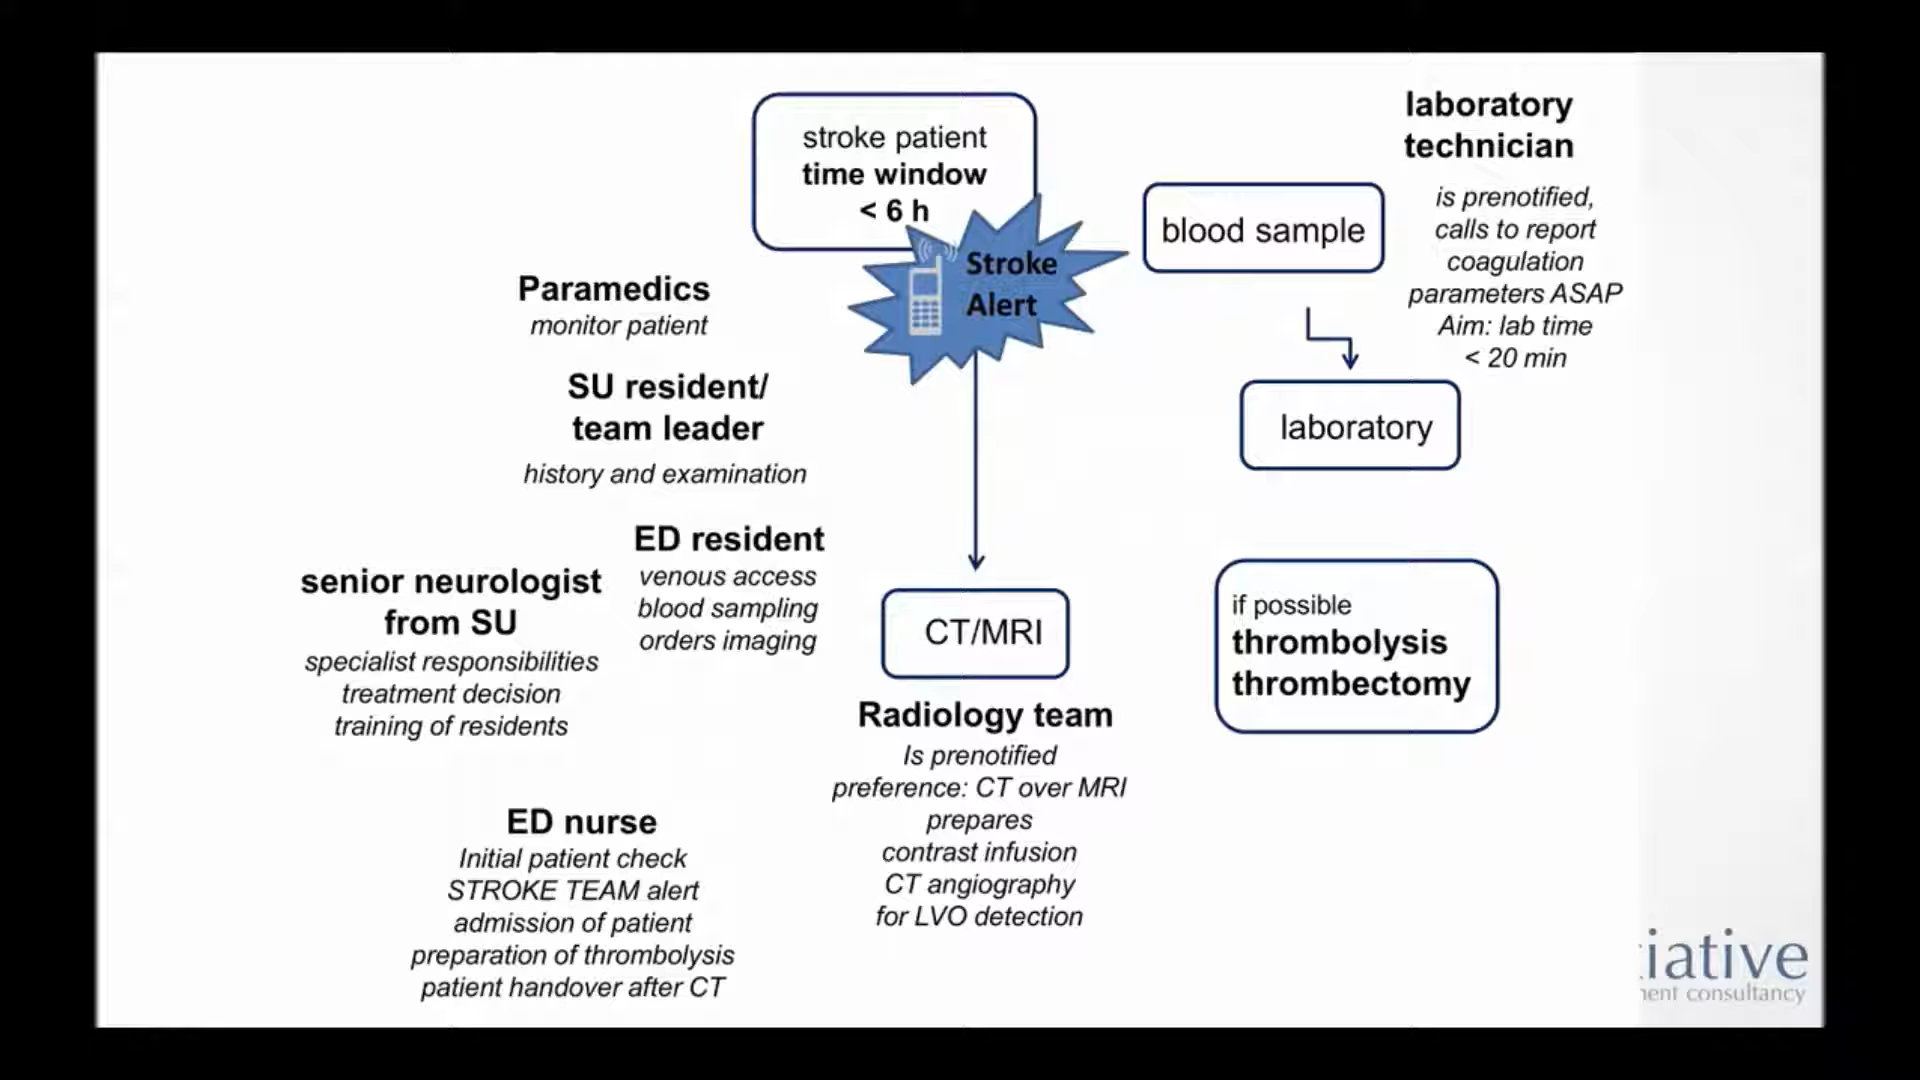 stroke patient
time window
< 6 h
Stroke
Alert
blood sample
laboratory
technician
is prenotified,
calls to report
coagulation
parameters ASAP
Aim: lab time
< 20 min
laboratory
Paramedics
monitor patient
SU resident/
team leader
history and examination
ED resident
venous access
blood sampling
orders imaging
senior neurologist
from SU
specialist responsibilities
treatment decision
training of residents
CT/MRI
Radiology team
Is prenotified
preference: CT over MRI
prepares
contrast infusion
CT angiography
for LVO detection
if possible
thrombolysis
thrombectomy
ED nurse
Initial patient check
STROKE TEAM alert
admission of patient
preparation of thrombolysis
patient handover after CT
iative
ent consultancy